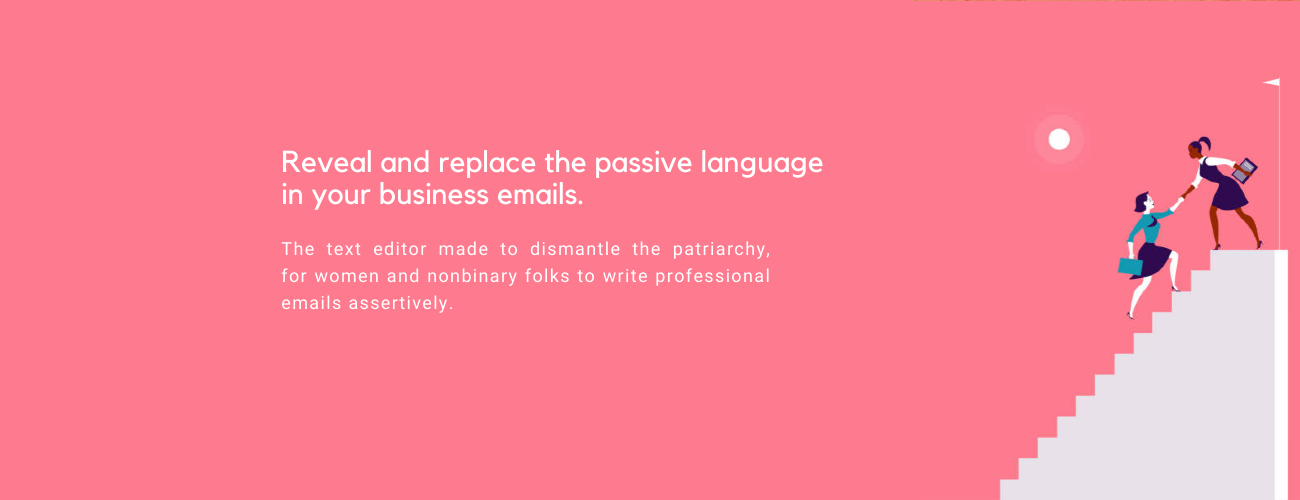 Reveal and replace the passive language
in your business emails.
The text editor made to dismantle the patriarchy,
for women and nonbinary folks to write professional
emails assertively.